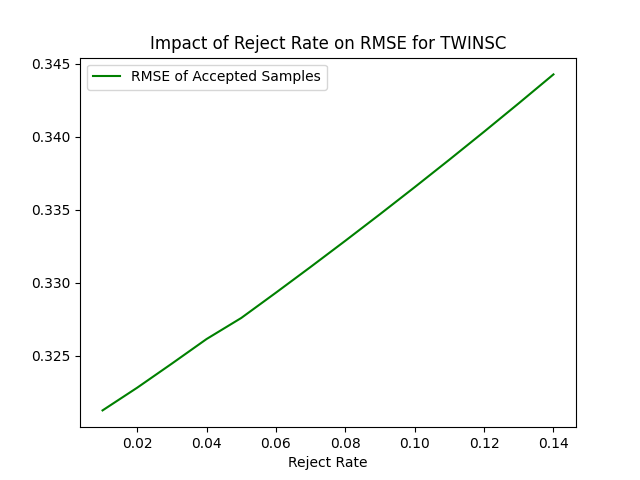 Impact of Reject Rate on RMSE for TWINSC
RMSE of Accepted Samples
0.345
0.340
0.335
0.330
0.325
0.02 0.04 0.06 0.08 0.10 0.12 0.14
Reject Rate